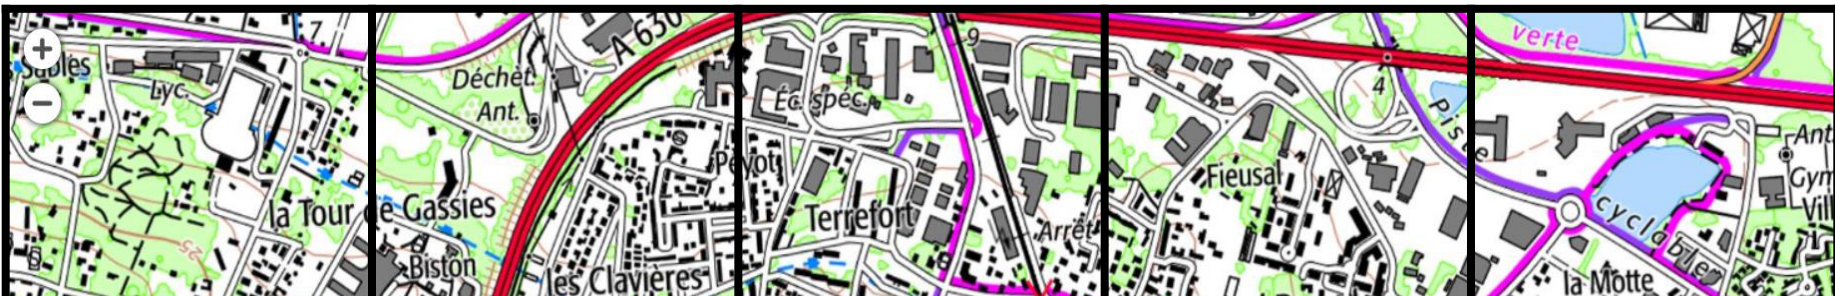 +
−
Sables
Lyc.
7
la Tour de Gassies
25
Déchet.
Ant.
A 630
Biston
les Clavières
Peyot
Éc. spéc.
9
Terrefort
Arrêt
Fieusal
4
Piste cyclable
verte
Ant.
Gym
Vill
la Motte